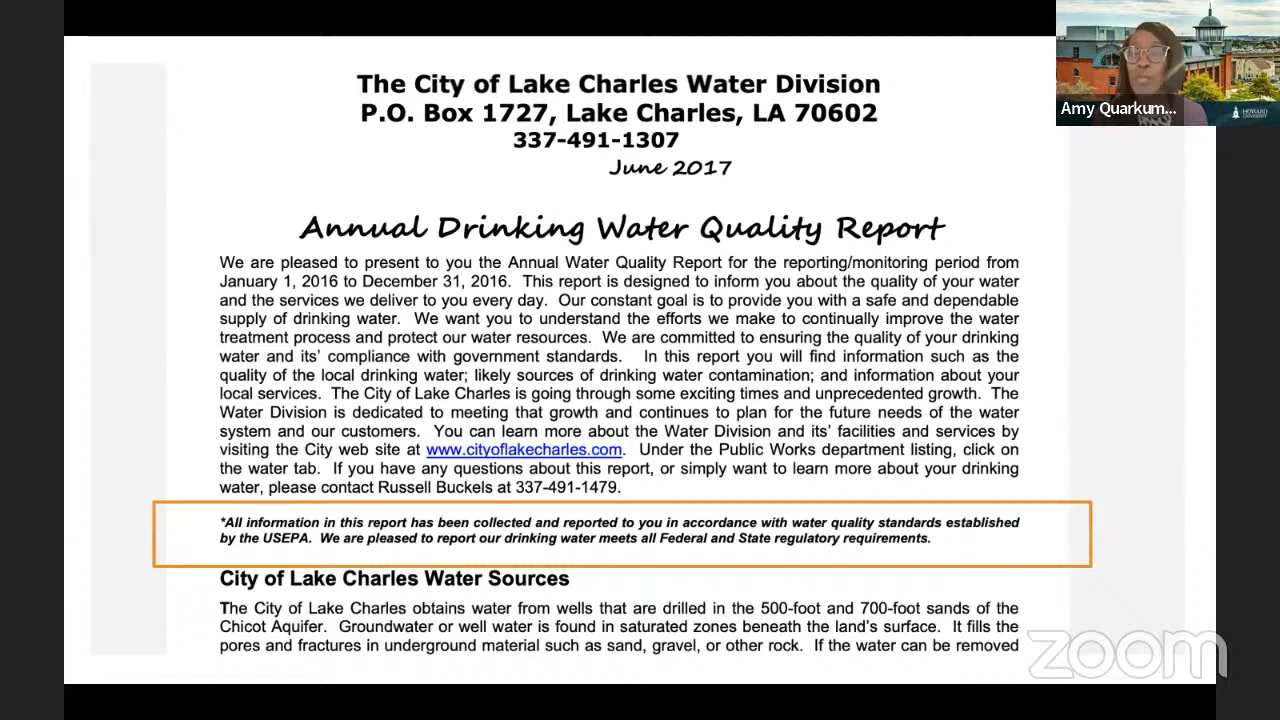 The City of Lake Charles Water Division
P.O. Box 1727, Lake Charles, LA 70602
337-491-1307
June 2017
Annual Drinking Water Quality Report
We are pleased to present to you the Annual Water Quality Report for the reporting/monitoring period from
January 1, 2016 to December 31, 2016. This report is designed to inform you about the quality of your water
and the services we deliver to you every day. Our constant goal is to provide you with a safe and dependable
supply of drinking water. We want you to understand the efforts we make to continually improve the water
treatment process and protect our water resources. We are committed to ensuring the quality of your drinking
water and its' compliance with government standards. In this report you will find information such as the
quality of the local drinking water; likely sources of drinking water contamination; and information about your
local services. The City of Lake Charles is going through some exciting times and unprecedented growth. The
Water Division is dedicated to meeting that growth and continues to plan for the future needs of the water
system and our customers. You can learn more about the Water Division and its' facilities and services by
visiting the City web site at www.cityoflakecharles.com. Under the Public Works department listing, click on
the water tab. If you have any questions about this report, or simply want to learn more about your drinking
water, please contact Russell Buckels at 337-491-1479.
*All information in this report has been collected and reported to you in accordance with water quality standards established
by the USEPA. We are pleased to report our drinking water meets all Federal and State regulatory requirements.
City of Lake Charles Water Sources
The City of Lake Charles obtains water from wells that are drilled in the 500-foot and 700-foot sands of the
Chicot Aquifer. Groundwater or well water is found in saturated zones beneath the land's surface. It fills the
pores and fractures in underground material such as sand, gravel, or other rock. If the water can be removed
Amy Quarkum...
HOWARD
UNIVERSITY
zoom